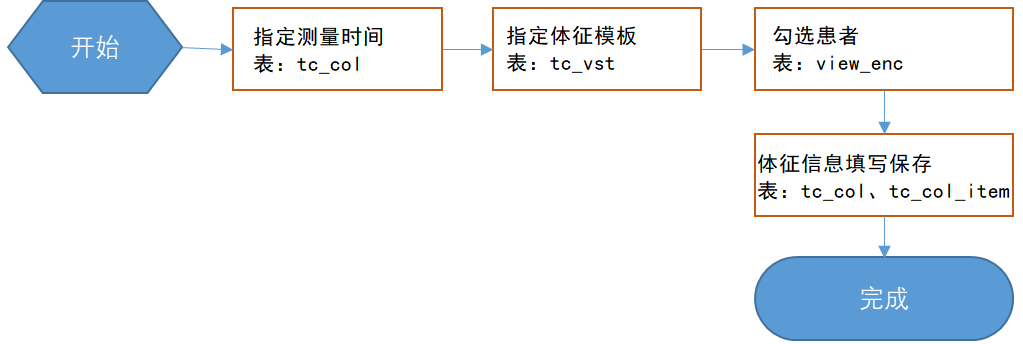 开始
指定测量时间
表：tc_col
指定体征模板
表：tc_vst
勾选患者
表：view_enc
体征信息填写保存
表：tc_col、tc_col_item
完成